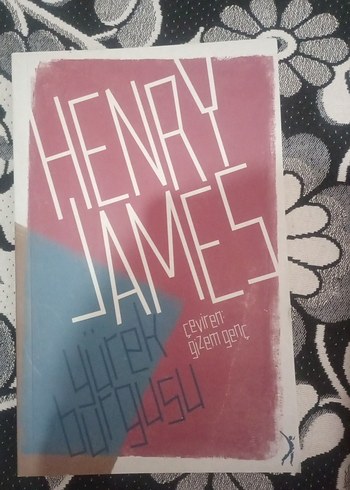 HENRY
JAMES
çeviren:
gizem genç
yürek
burgusu